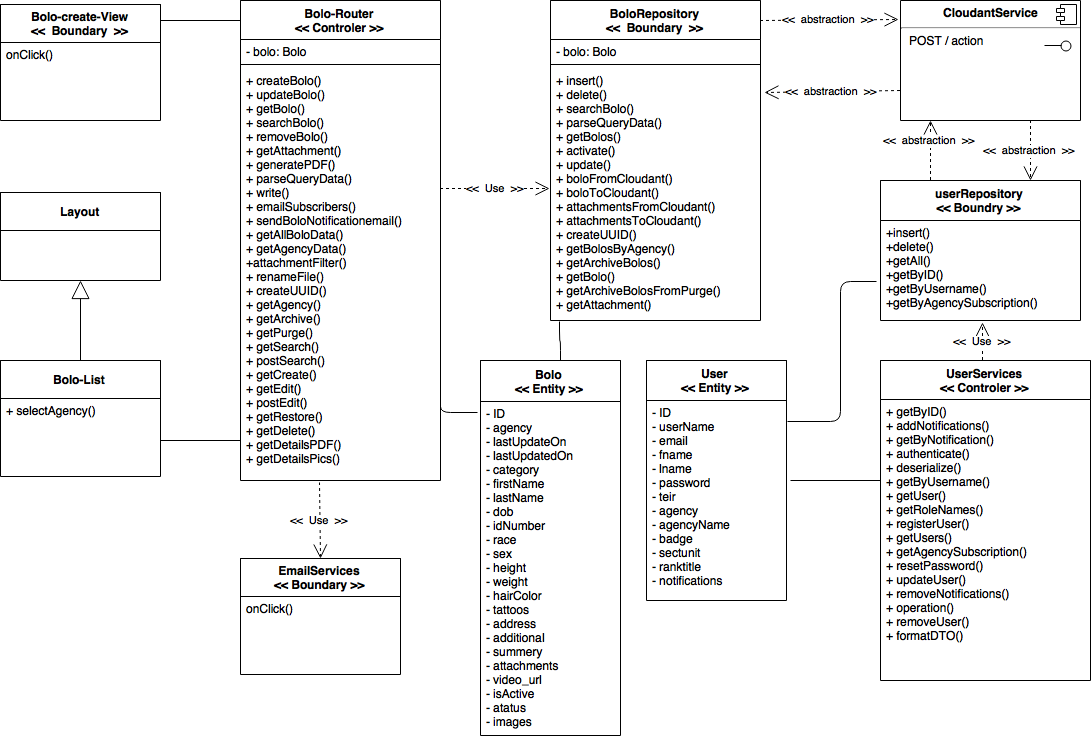 Bolo-create-View
<< Boundary >>
onClick()
Bolo-Router
<< Controler >>
- bolo: Bolo
+ createBolo()
+ updateBolo()
+ getBolo()
+ searchBolo()
+ removeBolo()
+ getAttachment()
+ generatePDF()
+ parseQueryData()
+ write()
+ emailSubscribers()
+ sendBoloNotificationemail()
+ getAllBoloData()
+ getAgencyData()
+attachmentFilter()
+ renameFile()
+ createUUID()
+ getAgency()
+ getArchive()
+ getPurge()
+ getSearch()
+ postSearch()
+ getCreate()
+ getEdit()
+ postEdit()
+ getRestore()
+ getDelete()
+ getDetailsPDF()
+ getDetailsPics()
BoloRepository
<< Boundary >>
- bolo: Bolo
+ insert()
+ delete()
+ searchBolo()
+ parseQueryData()
+ getBolos()
+ activate()
+ update()
+ boloFromCloudant()
+ boloToCloudant()
+ attachmentsFromCloudant()
+ attachmentsToCloudant()
+ createUUID()
+ getBolosByAgency()
+ getArchiveBolos()
+ getBolo()
+ getArchiveBolosFromPurge()
+ getAttachment()
<< abstraction >>
<< abstraction >>
CloudantService
POST / action
<< abstraction >>
<< abstraction >>
<< Use >>
Layout
userRepository
<< Boundry >>
+insert()
+delete()
+getAll()
+getByID()
+getByUsername()
+getByAgencySubscription()
<< Use >>
Bolo-List
+ selectAgency()
Bolo
<< Entity >>
- ID
- agency
- lastUpdateOn
- lastUpdatedOn
- category
- firstName
- lastName
- dob
- idNumber
- race
- sex
- height
- weight
- hairColor
- tattoos
- address
- additional
- summery
- attachments
- video_url
- isActive
- atatus
- images
User
<< Entity >>
- ID
- userName
- email
- fname
- lname
- password
- teir
- agency
- agencyName
- badge
- sectunit
- ranktitle
- notifications
UserServices
<< Controler >>
+ getByID()
+ addNotifications()
+ getByNotification()
+ authenticate()
+ deserialize()
+ getByUsername()
+ getUser()
+ getRoleNames()
+ registerUser()
+ getUsers()
+ getAgencySubscription()
+ resetPassword()
+ updateUser()
+ removeNotifications()
+ operation()
+ removeUser()
+ formatDTO()
<< Use >>
EmailServices
<< Boundary >>
onClick()